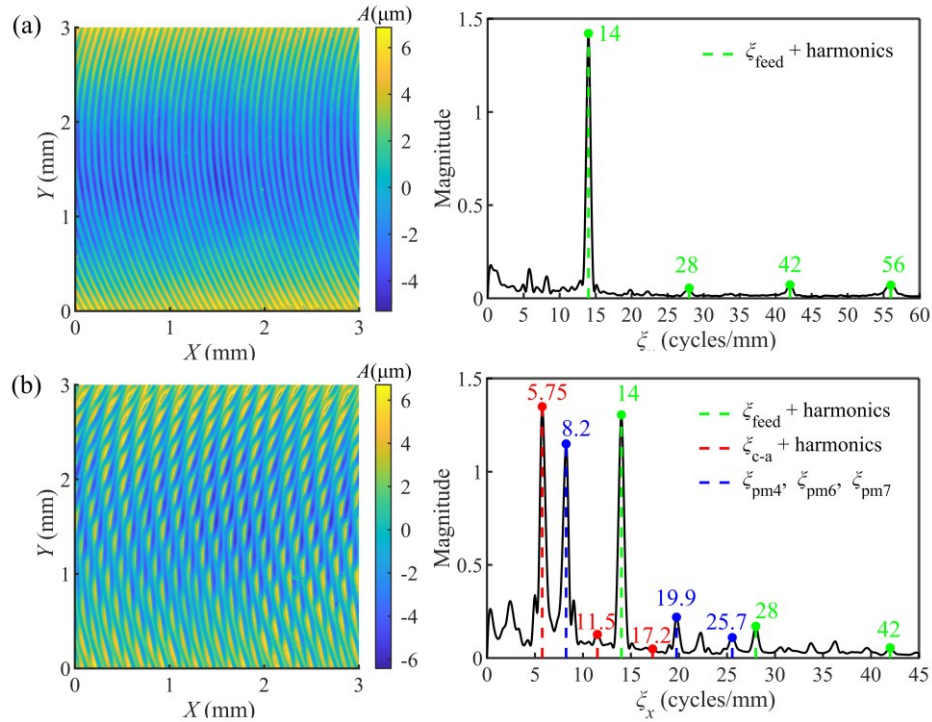 (a)
A(μm)
6
4
2
0
-2
-4
3
2
1
0
Y (mm)
0 1 2 3
X (mm)
1.5
1
0.5
0
Magnitude
14
28
42
56
ξfeed + harmonics
0 5 10 15 20 25 30 35 40 45 50 55 60
ξ.. (cycles/mm)
(b)
A(μm)
6
4
2
0
-2
-4
-6
3
2
1
0
Y (mm)
0 1 2 3
X (mm)
1.5
1
0.5
0
Magnitude
5.75
8.2
14
11.5
17.2
19.9
25.7
28
42
ξfeed + harmonics
ξc-a + harmonics
ξpm4, ξpm6, ξpm7
0 5 10 15 20 25 30 35 40 45
ξx (cycles/mm)